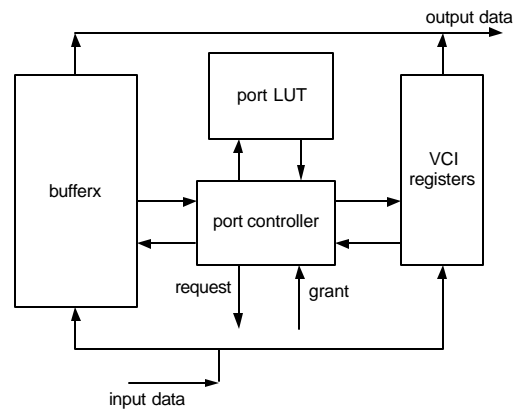 output data
port LUT
VCI
registers
bufferx
port controller
request
grant
input data